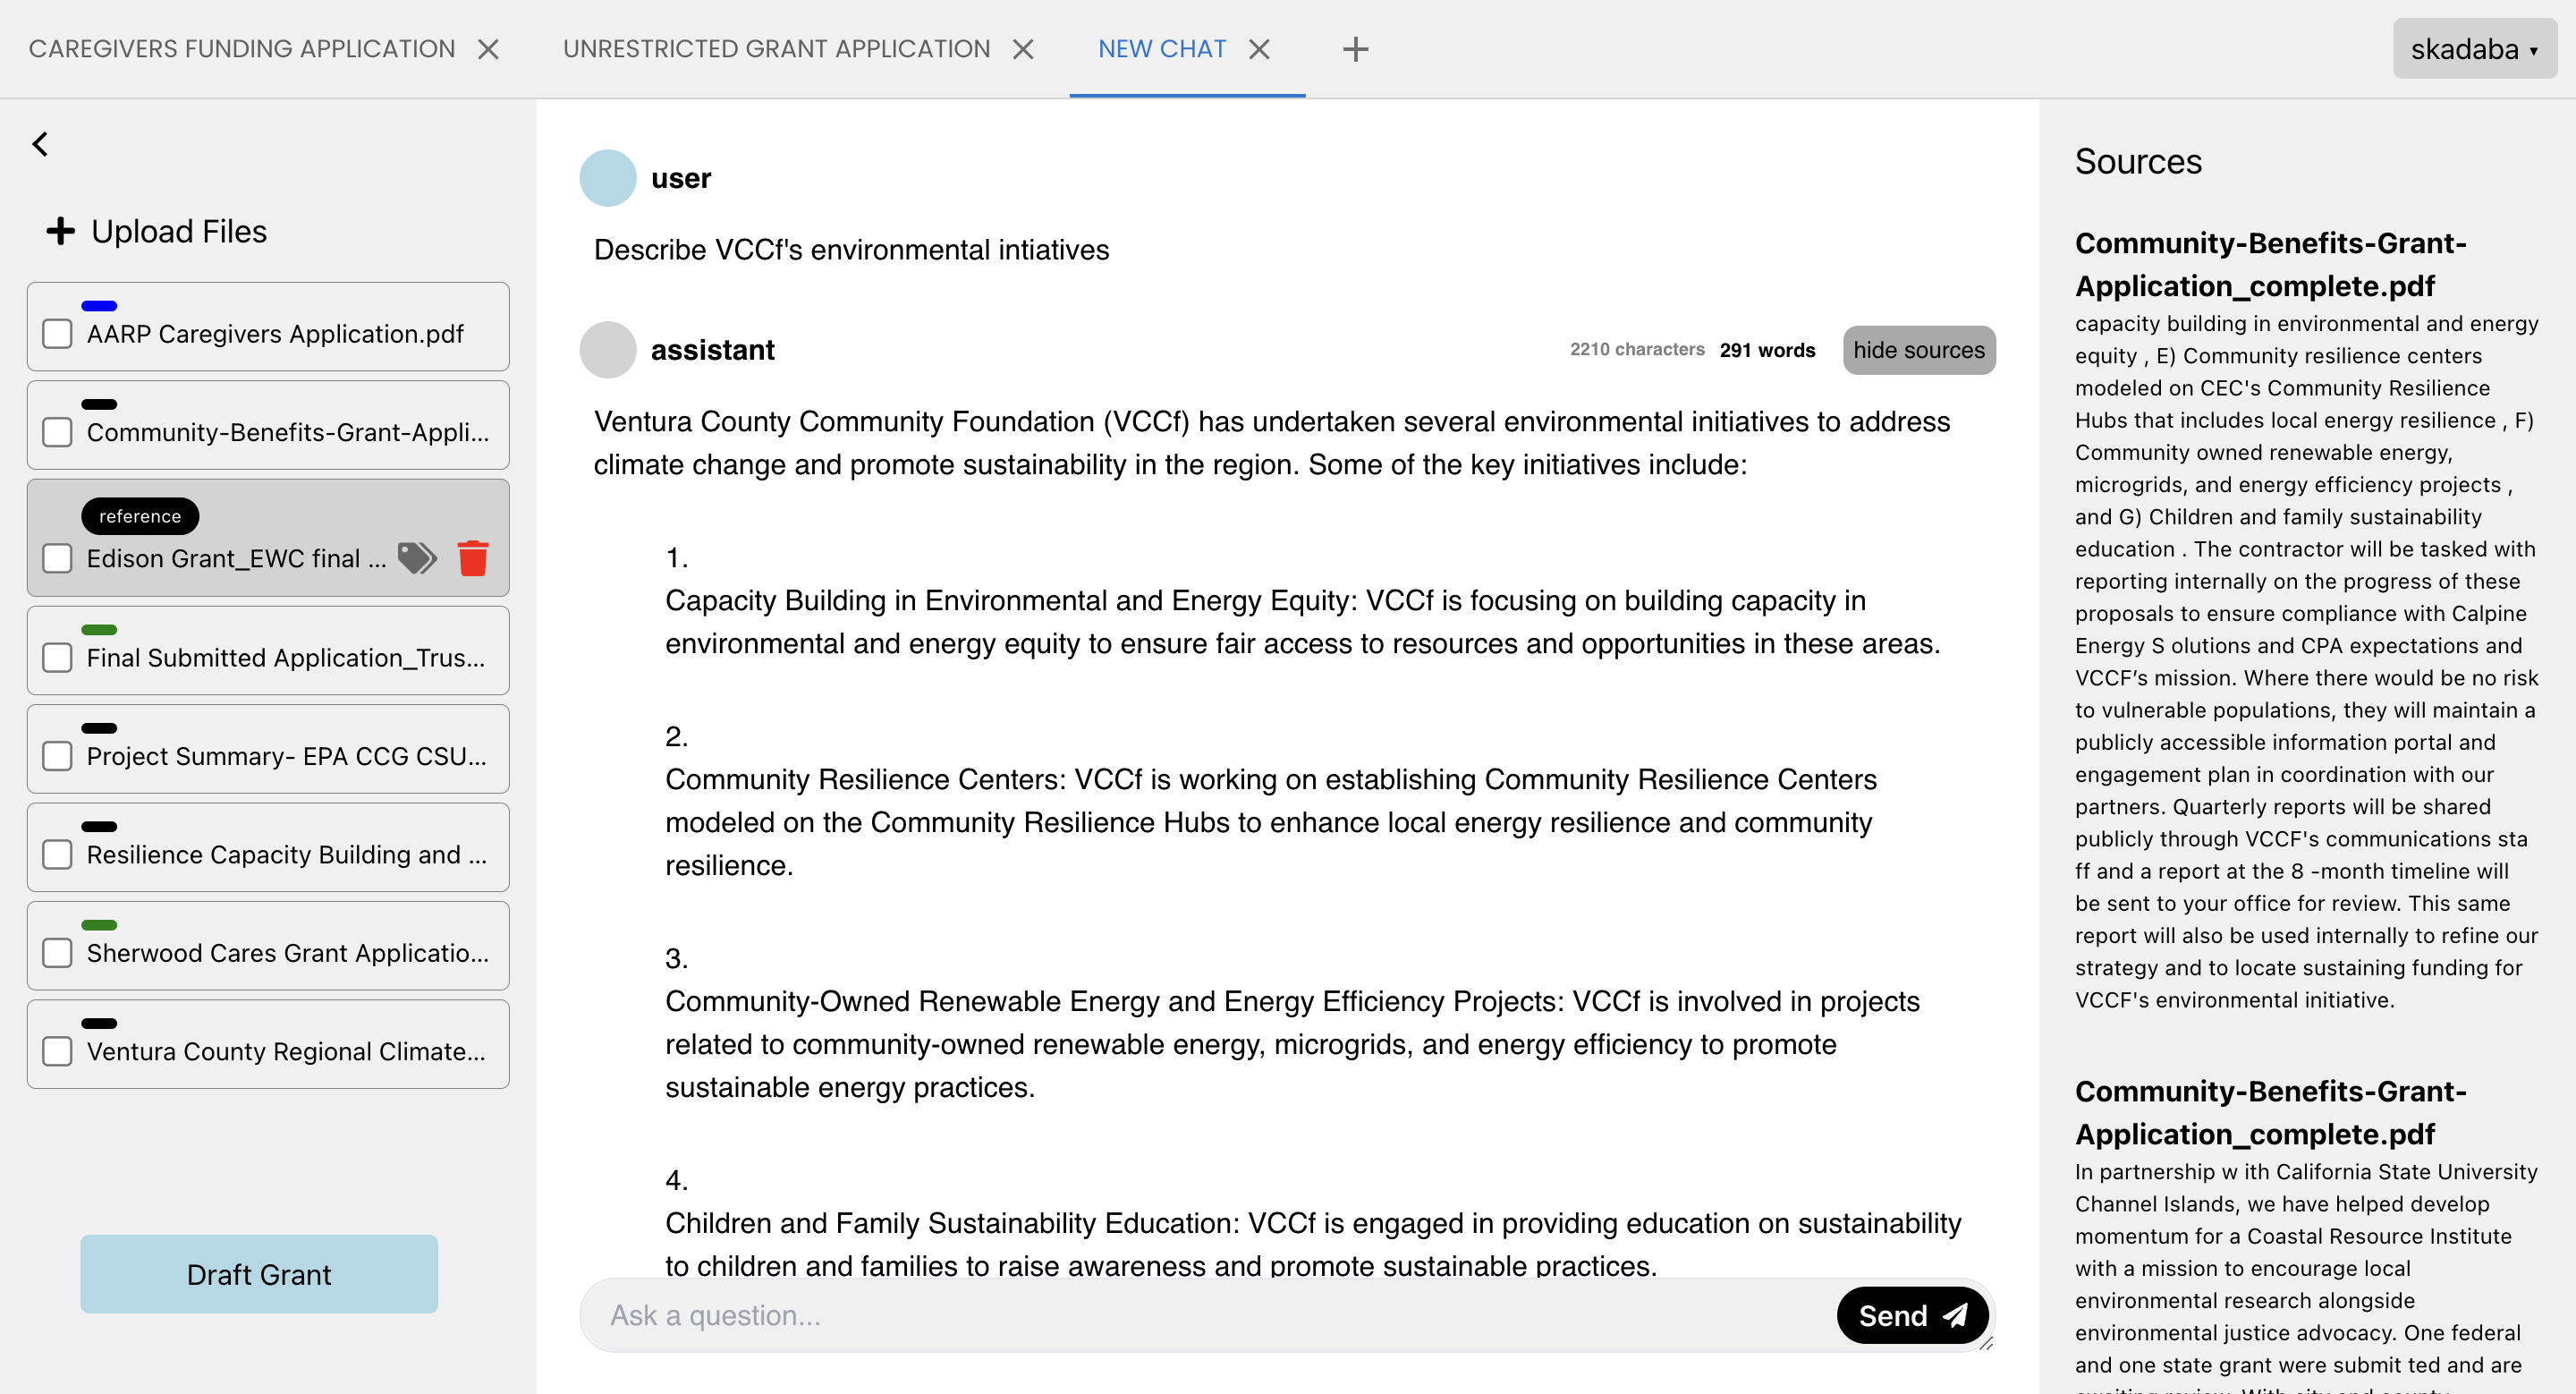 CAREGIVERS FUNDING APPLICATION
UNRESTRICTED GRANT APPLICATION
NEW CHAT
skadaba
Upload Files
AARP Caregivers Application.pdf
Community-Benefits-Grant-Appli...
reference
Edison Grant_EWC final ...
Final Submitted Application_Trus...
Project Summary- EPA CCG CSU...
Resilience Capacity Building and ...
Sherwood Cares Grant Applicatio...
Ventura County Regional Climate...
Draft Grant
user
Describe VCCf's environmental intiatives
assistant
2210 characters 291 words
hide sources
Ventura County Community Foundation (VCCf) has undertaken several environmental initiatives to address
climate change and promote sustainability in the region. Some of the key initiatives include:
1.
Capacity Building in Environmental and Energy Equity: VCCf is focusing on building capacity in
environmental and energy equity to ensure fair access to resources and opportunities in these areas.
2.
Community Resilience Centers: VCCf is working on establishing Community Resilience Centers
modeled on the Community Resilience Hubs to enhance local energy resilience and community
resilience.
3.
Community-Owned Renewable Energy and Energy Efficiency Projects: VCCf is involved in projects
related to community-owned renewable energy, microgrids, and energy efficiency to promote
sustainable energy practices.
4.
Children and Family Sustainability Education: VCCf is engaged in providing education on sustainability
to children and families to raise awareness and promote sustainable practices.
Ask a question...
Send
Sources
Community-Benefits-Grant-
Application_complete.pdf
capacity building in environmental and energy
equity , E) Community resilience centers
modeled on CEC's Community Resilience
Hubs that includes local energy resilience , F)
Community owned renewable energy,
microgrids, and energy efficiency projects ,
and G) Children and family sustainability
education . The contractor will be tasked with
reporting internally on the progress of these
proposals to ensure compliance with Calpine
Energy S olutions and CPA expectations and
VCCF’s mission. Where there would be no risk
to vulnerable populations, they will maintain a
publicly accessible information portal and
engagement plan in coordination with our
partners. Quarterly reports will be shared
publicly through VCCF's communications sta
ff and a report at the 8 -month timeline will
be sent to your office for review. This same
report will also be used internally to refine our
strategy and to locate sustaining funding for
VCCF's environmental initiative.
Community-Benefits-Grant-
Application_complete.pdf
In partnership w ith California State University
Channel Islands, we have helped develop
momentum for a Coastal Resource Institute
with a mission to encourage local
environmental research alongside
environmental justice advocacy. One federal
and one state grant were submit ted and are